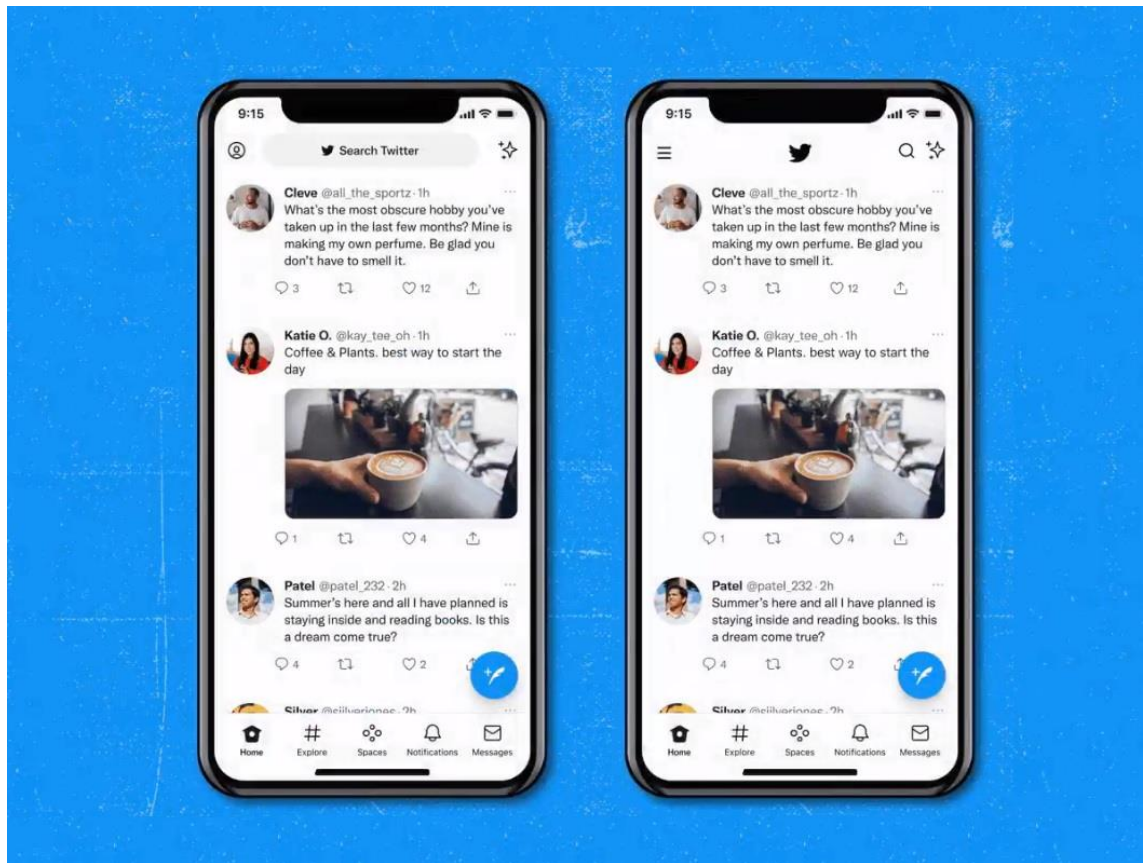 9:15
Search Twitter
Cleve @all_the_sportz · 1h
What's the most obscure hobby you've
taken up in the last few months? Mine is
making my own perfume. Be glad you
don't have to smell it.
3 12
Katie O. @kay_tee_oh · 1h
Coffee & Plants. best way to start the
day
1 4
Patel @patel_232 · 2h
Summer's here and all I have planned is
staying inside and reading books. Is this
a dream come true?
4 2
Silver @siilverjones · 2h
Home Explore Spaces Notifications Messages
9:15
Cleve @all_the_sportz · 1h
What's the most obscure hobby you've
taken up in the last few months? Mine is
making my own perfume. Be glad you
don't have to smell it.
3 12
Katie O. @kay_tee_oh · 1h
Coffee & Plants. best way to start the
day
1 4
Patel @patel_232 · 2h
Summer's here and all I have planned is
staying inside and reading books. Is this
a dream come true?
4 2
Silver @siilverjones · 2h
Home Explore Spaces Notifications Messages